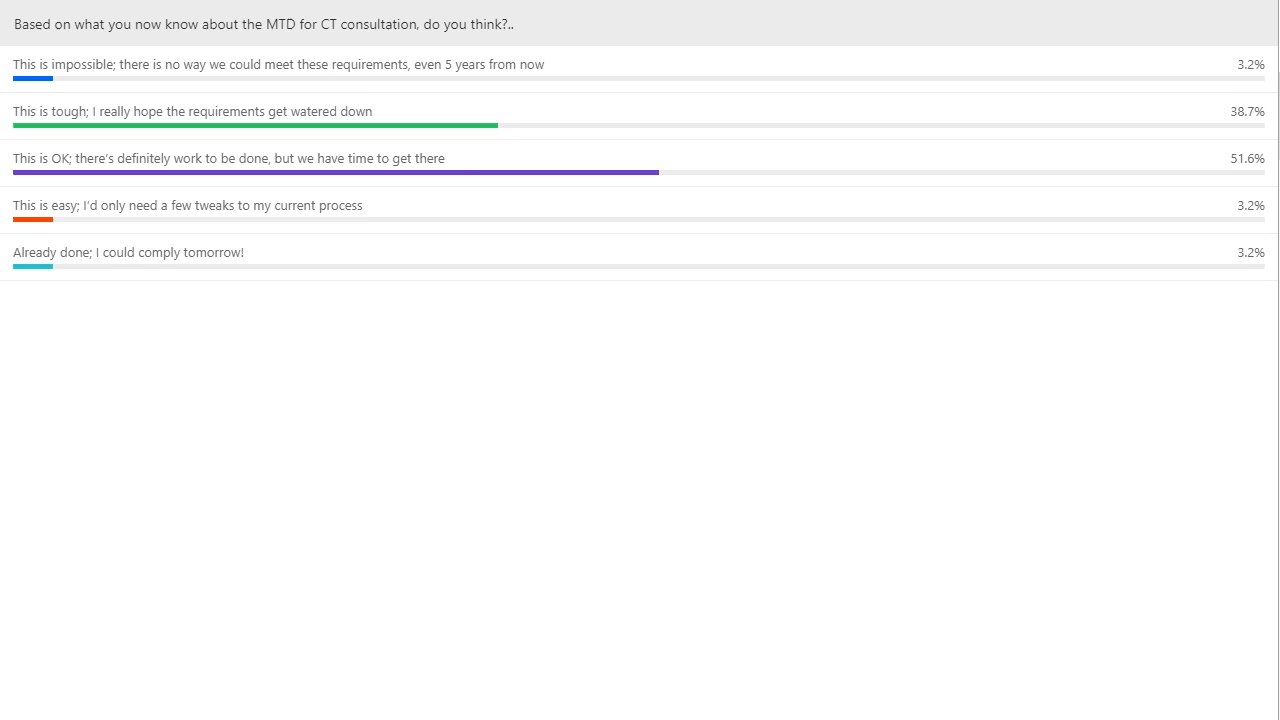 Based on what you now know about the MTD for CT consultation, do you think?..
This is impossible; there is no way we could meet these requirements, even 5 years from now 3.2%
This is tough; I really hope the requirements get watered down 38.7%
This is OK; there's definitely work to be done, but we have time to get there 51.6%
This is easy; I'd only need a few tweaks to my current process 3.2%
Already done; I could comply tomorrow! 3.2%